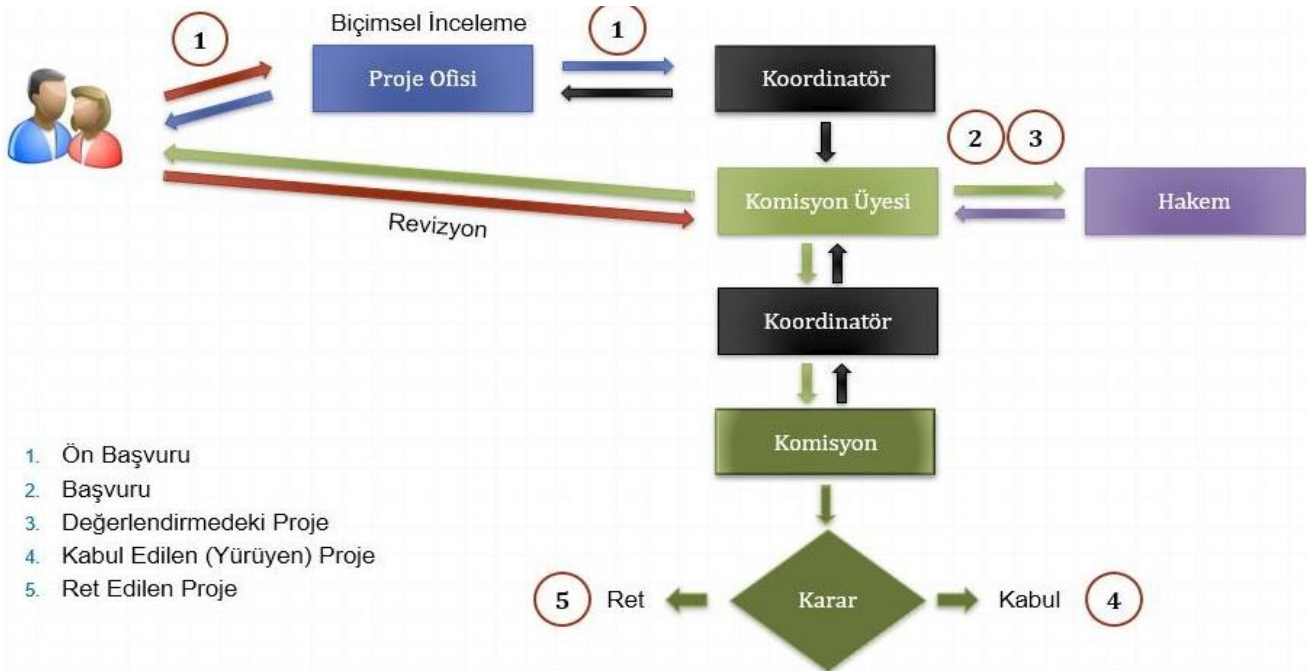 Biçimsel İnceleme
1
1
Proje Ofisi
Koordinatör
2
3
Komisyon Üyesi
Hakem
Revizyon
Koordinatör
Komisyon
1. Ön Başvuru
2. Başvuru
3. Değerlendirmedeki Proje
4. Kabul Edilen (Yürüyen) Proje
5. Ret Edilen Proje
5 Ret
Karar
Kabul 4